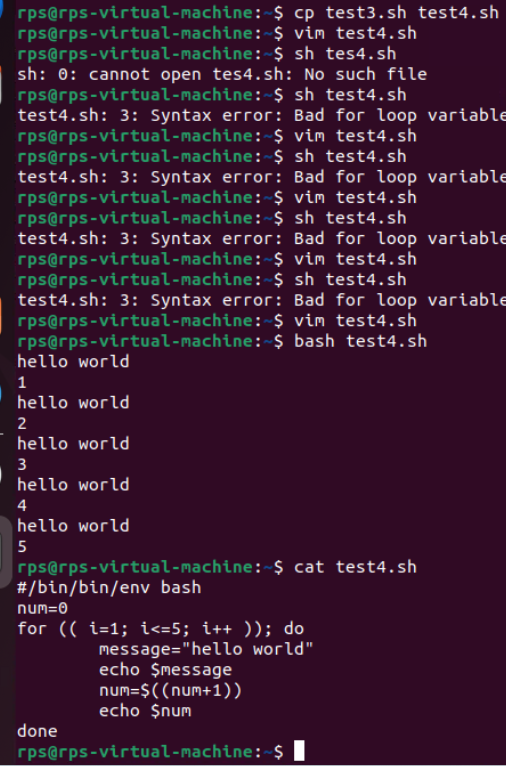 rps@rps-virtual-machine:~$ cp test3.sh test4.sh
rps@rps-virtual-machine:~$ vim test4.sh
rps@rps-virtual-machine:~$ sh tes4.sh
sh: 0: cannot open tes4.sh: No such file
rps@rps-virtual-machine:~$ sh test4.sh
test4.sh: 3: Syntax error: Bad for loop variable
rps@rps-virtual-machine:~$ vim test4.sh
rps@rps-virtual-machine:~$ sh test4.sh
test4.sh: 3: Syntax error: Bad for loop variable
rps@rps-virtual-machine:~$ vim test4.sh
rps@rps-virtual-machine:~$ sh test4.sh
test4.sh: 3: Syntax error: Bad for loop variable
rps@rps-virtual-machine:~$ vim test4.sh
rps@rps-virtual-machine:~$ sh test4.sh
test4.sh: 3: Syntax error: Bad for loop variable
rps@rps-virtual-machine:~$ vim test4.sh
rps@rps-virtual-machine:~$ bash test4.sh
hello world
1
hello world
2
hello world
3
hello world
4
hello world
5
rps@rps-virtual-machine:~$ cat test4.sh
#/bin/bin/env bash
num=0
for (( i=1; i<=5; i++ )); do
        message="hello world"
        echo $message
        num=$((num+1))
        echo $num
done
rps@rps-virtual-machine:~$